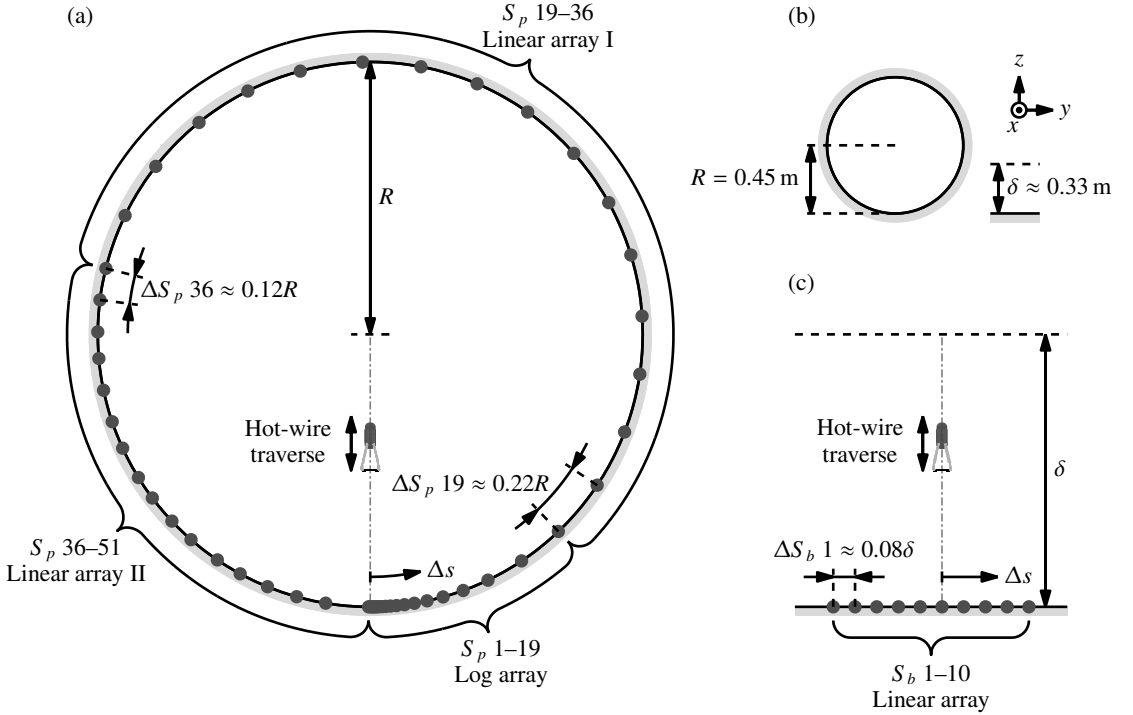 (a)
S_p 19–36
Linear array I
R
ΔS_p 36 ≈ 0.12R
Hot-wire
traverse
ΔS_p 19 ≈ 0.22R
S_p 36–51
Linear array II
Δs
S_p 1–19
Log array
(b)
z
y
x
R = 0.45 m
δ ≈ 0.33 m
(c)
Hot-wire
traverse
δ
ΔS_b 1 ≈ 0.08δ
Δs
S_b 1–10
Linear array